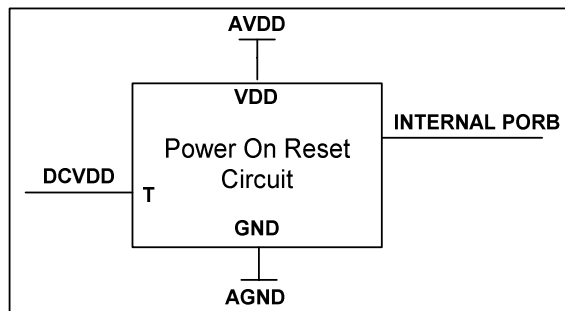 AVDD
VDD
INTERNAL PORB
Power On Reset
Circuit
DCVDD
T
GND
AGND